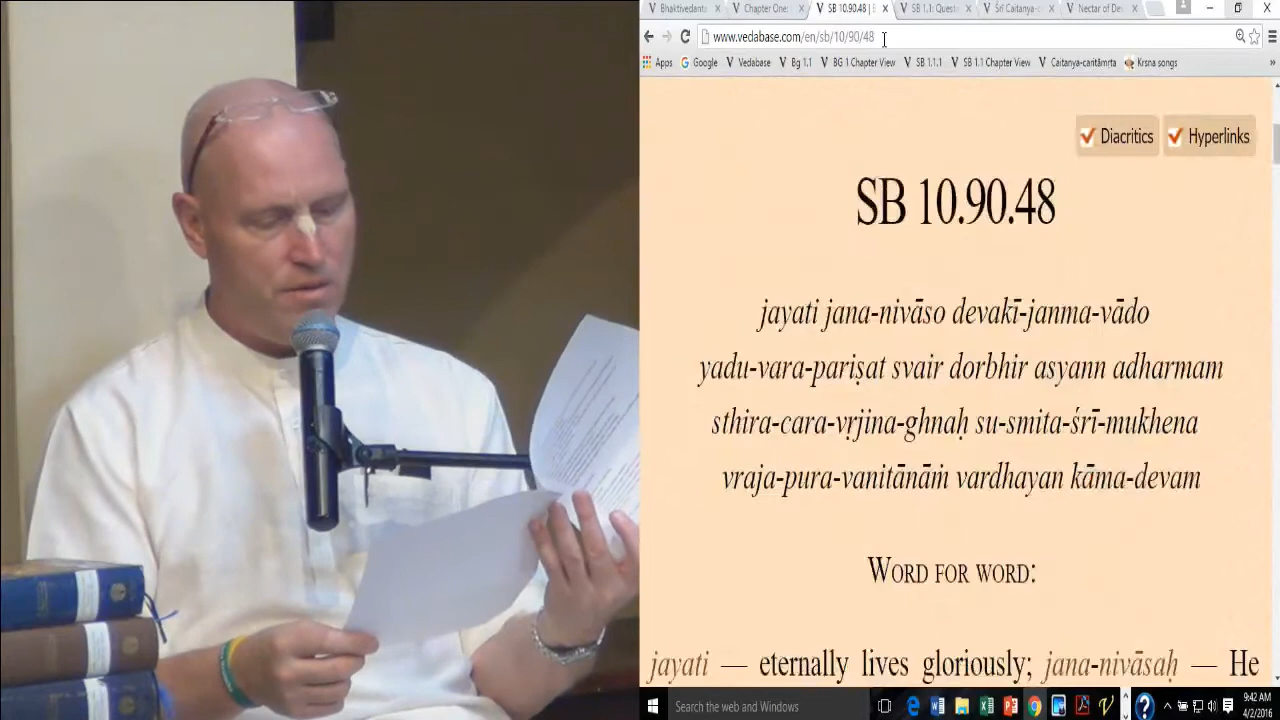 Bhaktivedanta
Chapter One:
SB 10.90.48 | B
SB 1.1: Quest
Śrī Caitanya-c
Nectar of De
www.vedabase.com/en/sb/10/90/48
Apps Google Vedabase Bg 1.1 BG 1 Chapter View SB 1.1.1 SB 1.1 Chapter View Caitanya-caritāmrta Krsna songs »
Diacritics Hyperlinks
SB 10.90.48
jayati jana-nivāso devakī-janma-vādo
yadu-vara-pariṣat svair dorbhir asyann adharmam
sthira-cara-vṛjina-ghnaḥ su-smita-śrī-mukhena
vraja-pura-vanitānāṁ vardhayan kāma-devam
WORD FOR WORD:
jayati — eternally lives gloriously; jana-nivāsaḥ — He
Search the web and Windows
9:42 AM
4/2/2016